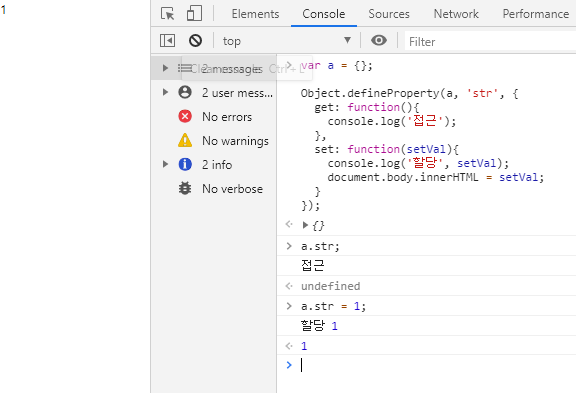 1
Elements Console Sources Network Performance
top Filter
2 messages
Clear console Ctrl+L
2 user mess...
No errors
No warnings
2 info
No verbose
var a = {};
Object.defineProperty(a, 'str', {
get: function(){
console.log('접근');
},
set: function(setVal){
console.log('할당', setVal);
document.body.innerHTML = setVal;
}
});
{}
a.str;
접근
undefined
a.str = 1;
할당 1
1